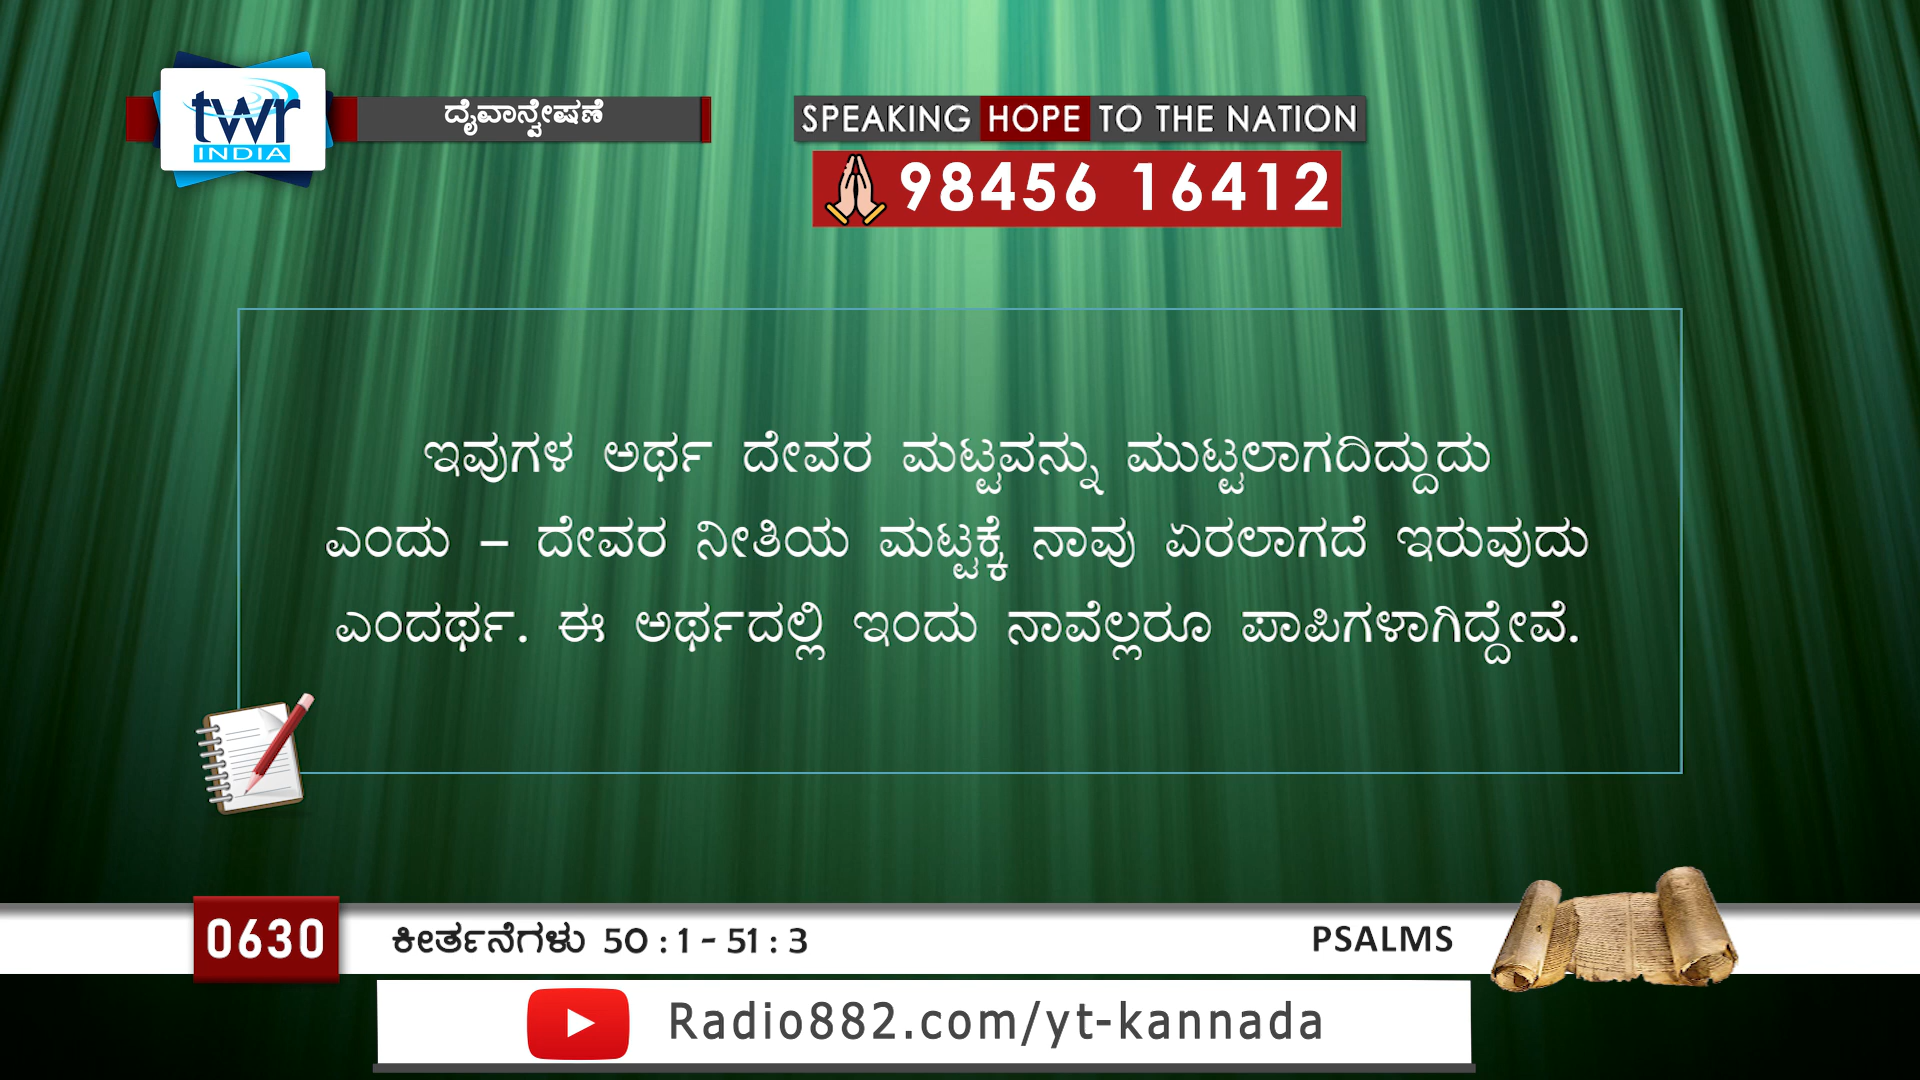 twr
INDIA
ದೈವಾನ್ವೇಷಣೆ
SPEAKING HOPE TO THE NATION
98456 16412
ಇವುಗಳ ಅರ್ಥ ದೇವರ ಮಟ್ಟವನ್ನು ಮುಟ್ಟಲಾಗದಿದ್ದುದು
ಎಂದು – ದೇವರ ನೀತಿಯ ಮಟ್ಟಕ್ಕೆ ನಾವು ಏರಲಾಗದೆ ಇರುವುದು
ಎಂದರ್ಥ. ಈ ಅರ್ಥದಲ್ಲಿ ಇಂದು ನಾವೆಲ್ಲರೂ ಪಾಪಿಗಳಾಗಿದ್ದೇವೆ.
0630
ಕೀರ್ತನೆಗಳು 50 : 1 - 51 : 3
PSALMS
Radio882.com/yt-kannada